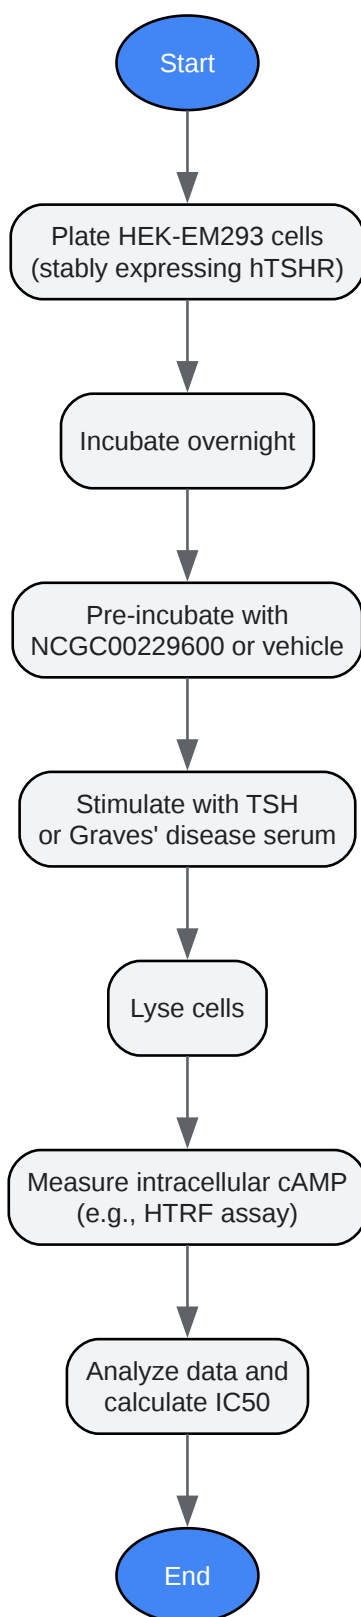 Start
Plate HEK-EM293 cells
(stably expressing hTSHR)
Incubate overnight
Pre-incubate with
NCGC00229600 or vehicle
Stimulate with TSH
or Graves' disease serum
Lyse cells
Measure intracellular cAMP
(e.g., HTRF assay)
Analyze data and
calculate IC50
End